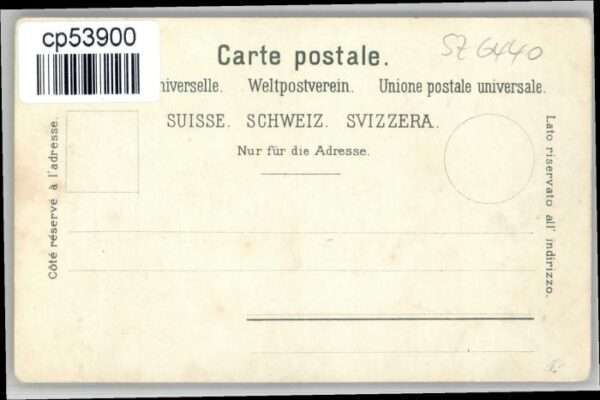 cp53900
Carte postale.
SZ 6440
niverselle. Weltpostverein. Unione postale universale.
SUISSE. SCHWEIZ. SVIZZERA.
Nur für die Adresse.
Côté réservé à l'adresse.
Lato riservato all' indirizzo.